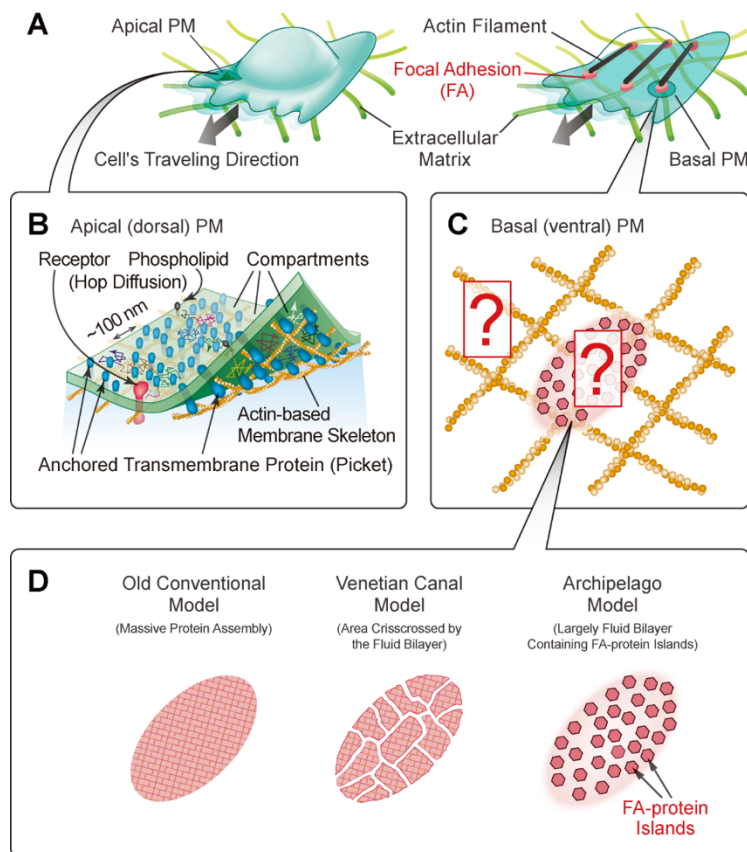 A
Apical PM
Actin Filament
Focal Adhesion
(FA)
Extracellular
Matrix
Cell's Traveling Direction
Basal PM
B
Apical (dorsal) PM
Receptor
Phospholipid
Compartments
(Hop Diffusion)
~100 nm
Actin-based
Membrane Skeleton
Anchored Transmembrane Protein (Picket)
C
Basal (ventral) PM
?
?
D
Old Conventional
Model
(Massive Protein Assembly)
Venetian Canal
Model
(Area Crisscrossed by
the Fluid Bilayer)
Archipelago
Model
(Largely Fluid Bilayer
Containing FA-protein Islands)
FA-protein
Islands